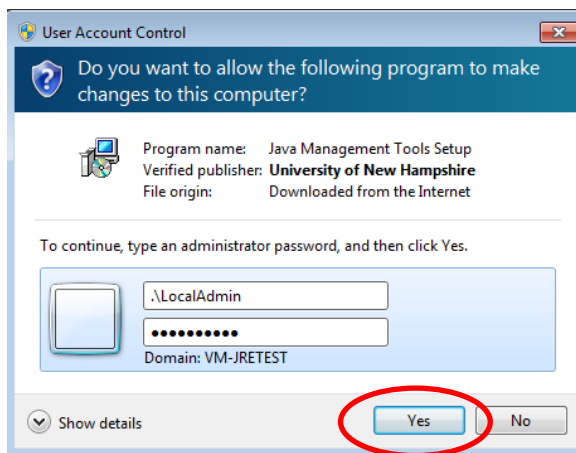 User Account Control
Do you want to allow the following program to make
changes to this computer?
Program name: Java Management Tools Setup
Verified publisher: University of New Hampshire
File origin: Downloaded from the Internet
To continue, type an administrator password, and then click Yes.
.\LocalAdmin
●●●●●●●●●●
Domain: VM-JRETEST
Show details
Yes
No